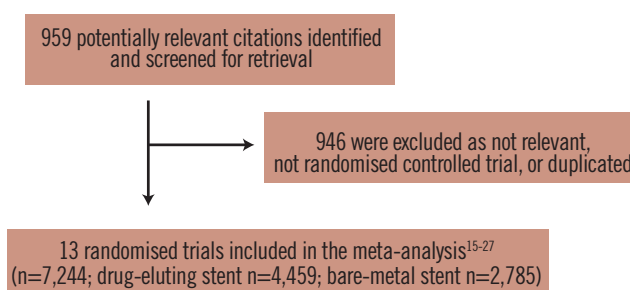 959 potentially relevant citations identified
and screened for retrieval
946 were excluded as not relevant,
not randomised controlled trial, or duplicated
13 randomised trials included in the meta-analysis¹⁵⁻²⁷
(n=7,244; drug-eluting stent n=4,459; bare-metal stent n=2,785)